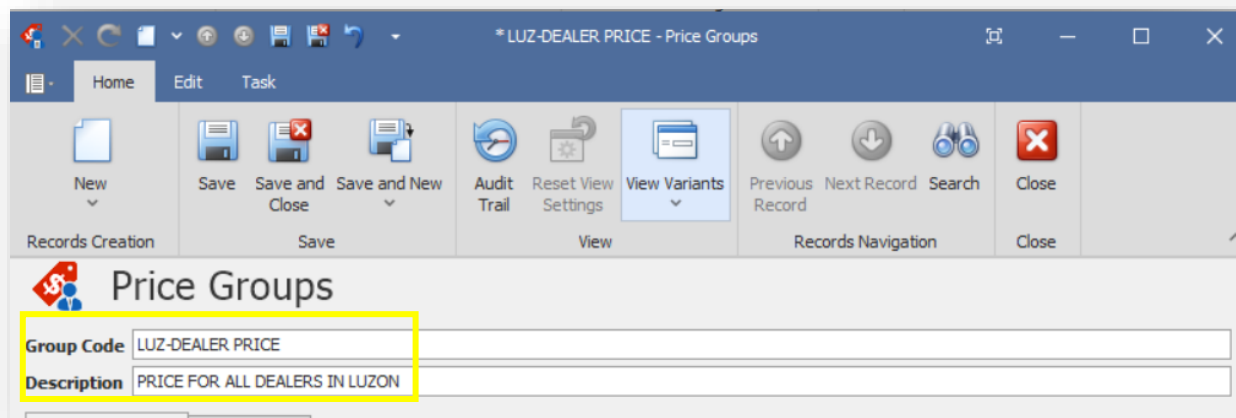 *LUZ-DEALER PRICE - Price Groups
Home Edit Task
New Save Save and Close Save and New Audit Trail Reset View Settings View Variants Previous Record Next Record Search Close
Records Creation Save View Records Navigation Close
Price Groups
Group Code LUZ-DEALER PRICE
Description PRICE FOR ALL DEALERS IN LUZON